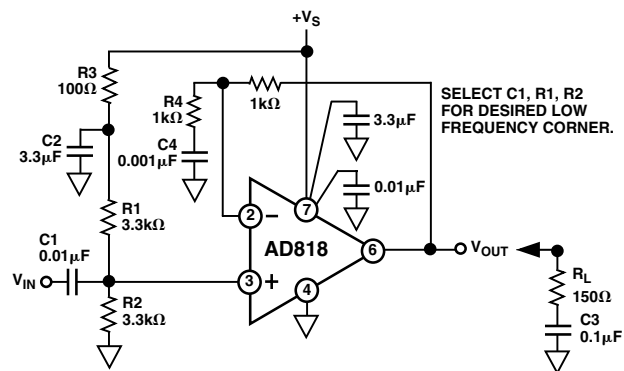 +VS
R3
100Ω
R4
1kΩ
1kΩ
SELECT C1, R1, R2
FOR DESIRED LOW
FREQUENCY CORNER.
C2
3.3μF
C4
0.001μF
3.3μF
0.01μF
R1
3.3kΩ
C1
0.01μF
VIN
2
–
7
AD818
6
VOUT
3
+
4
R2
3.3kΩ
RL
150Ω
C3
0.1μF